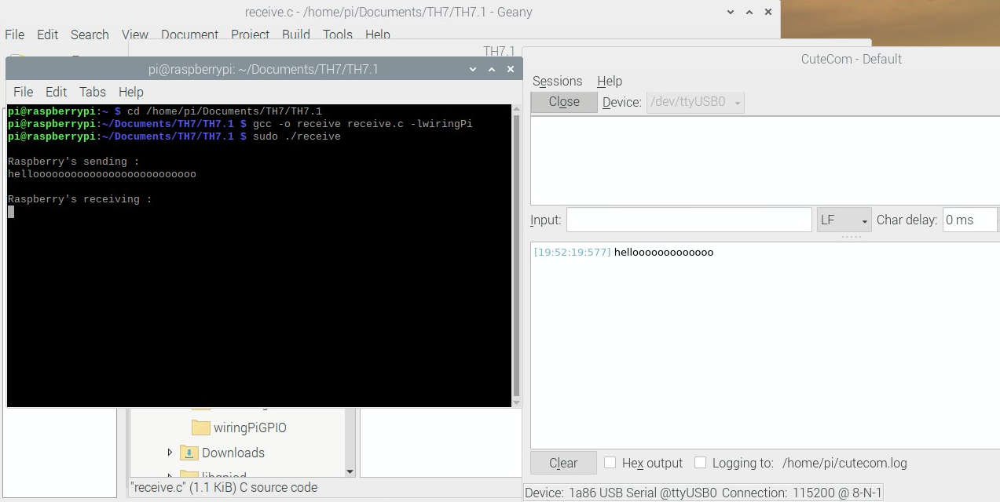 receive.c - /home/pi/Documents/TH7/TH7.1 - Geany
File Edit Search View Document Project Build Tools Help
TH7.1
pi@raspberrypi: ~/Documents/TH7/TH7.1
File Edit Tabs Help
pi@raspberrypi:~ $ cd /home/pi/Documents/TH7/TH7.1
pi@raspberrypi:~/Documents/TH7/TH7.1 $ gcc -o receive receive.c -lwiringPi
pi@raspberrypi:~/Documents/TH7/TH7.1 $ sudo ./receive
Raspberry's sending :
helloooooooooooooooooooooooooo
Raspberry's receiving :
wiringPiGPIO
Downloads
libgpiod
"receive.c" (1.1 KiB) C source code
CuteCom - Default
Sessions Help
Close Device: /dev/ttyUSB0
Input: LF Char delay: 0 ms
[19:52:19:577] hellooooooooooooo
Clear Hex output Logging to: /home/pi/cutecom.log
Device: 1a86 USB Serial @ttyUSB0 Connection: 115200 @ 8-N-1